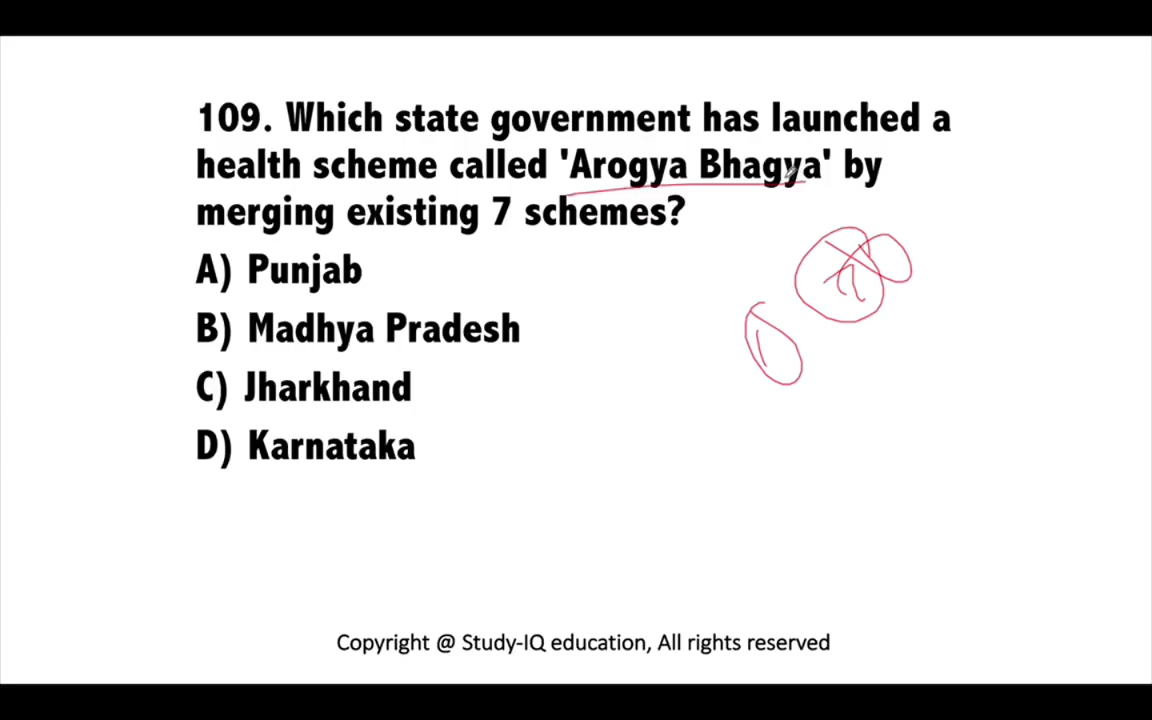 109. Which state government has launched a
health scheme called 'Arogya Bhagya' by
merging existing 7 schemes?
A) Punjab
B) Madhya Pradesh
C) Jharkhand
D) Karnataka
Copyright @ Study-IQ education, All rights reserved